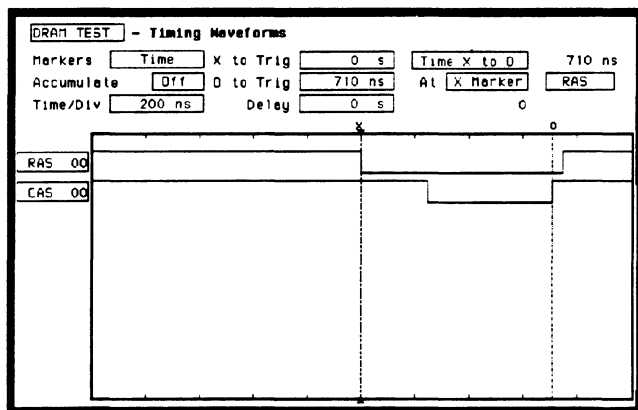 DRAM TEST - Timing Waveforms
Markers Time X to Trig 0 s Time X to O 710 ns
Accumulate Off O to Trig 710 ns At X Marker RAS
Time/Div 200 ns Delay 0 s 0
X O
RAS 00
CAS 00